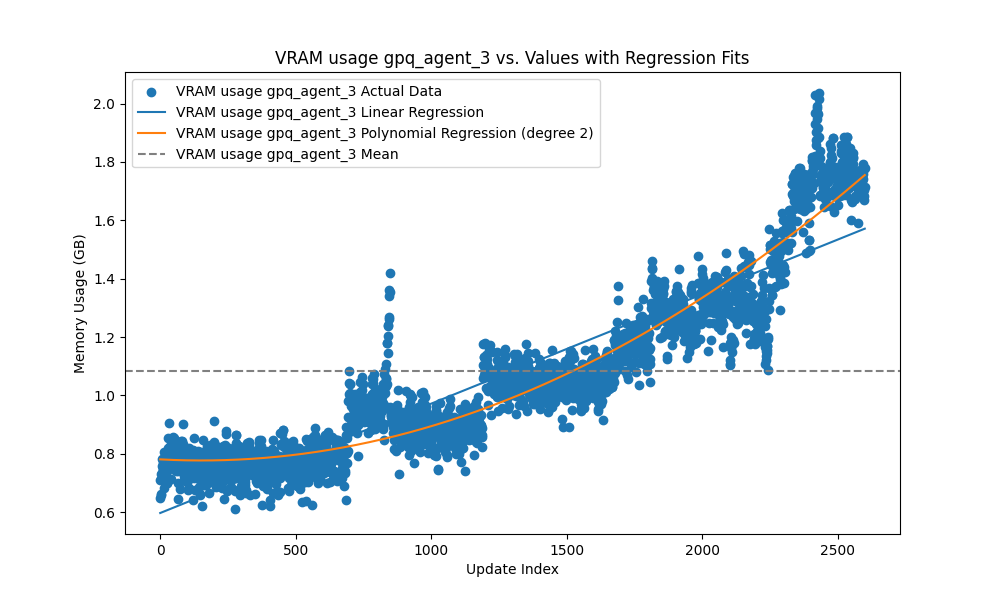 VRAM usage gpq_agent_3 vs. Values with Regression Fits
VRAM usage gpq_agent_3 Actual Data
VRAM usage gpq_agent_3 Linear Regression
VRAM usage gpq_agent_3 Polynomial Regression (degree 2)
VRAM usage gpq_agent_3 Mean
Memory Usage (GB)
2.0
1.8
1.6
1.4
1.2
1.0
0.8
0.6
0
500
1000
1500
2000
2500
Update Index